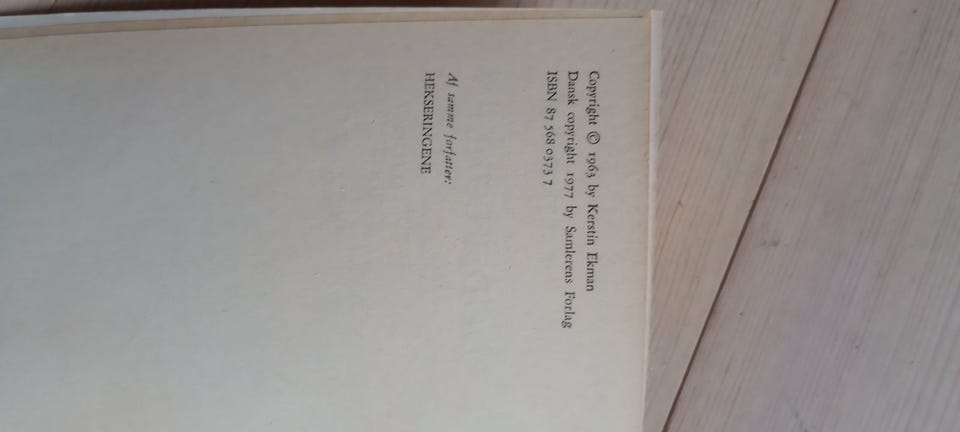 Copyright © 1963 by Kerstin Ekman
Dansk copyright 1977 by Samlerens Forlag
ISBN 87 568 0373 7
Af samme forfatter:
HEKSERINGENE